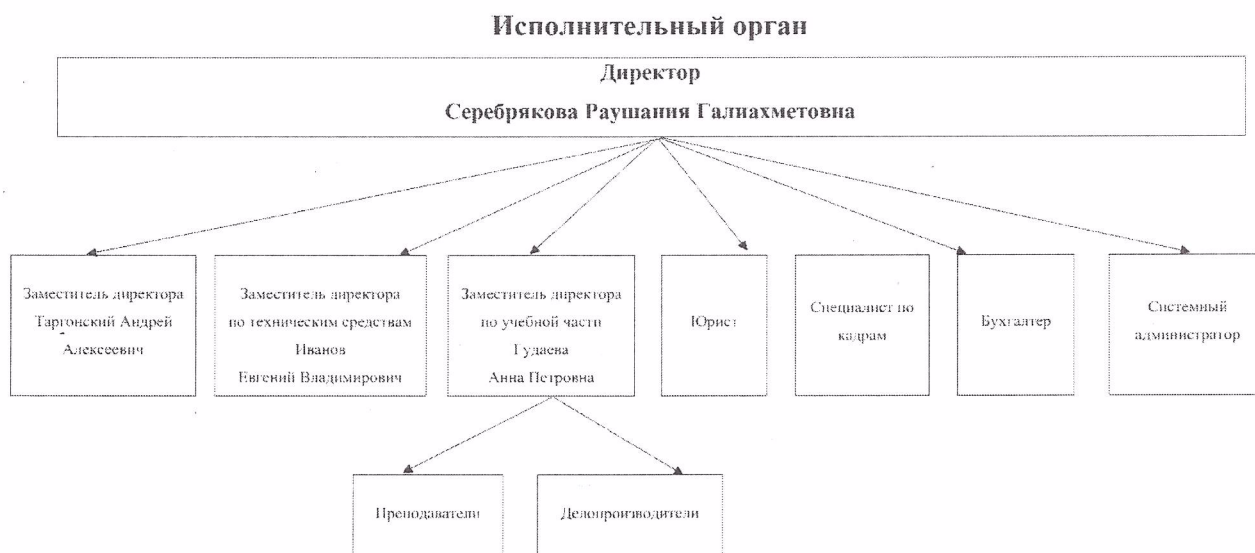 Исполнительный орган
Директор
Серебрякова Раушания Галиахметовна
Заместитель директора
Таргонский Андрей
Алексеевич
Заместитель директора
по техническим средствам
Иванов
Евгений Владимирович
Заместитель директора
по учебной части
Гудаева
Анна Петровна
Юрист
Специалист по
кадрам
Бухгалтер
Системный
администратор
Преподаватели
Делопроизводители